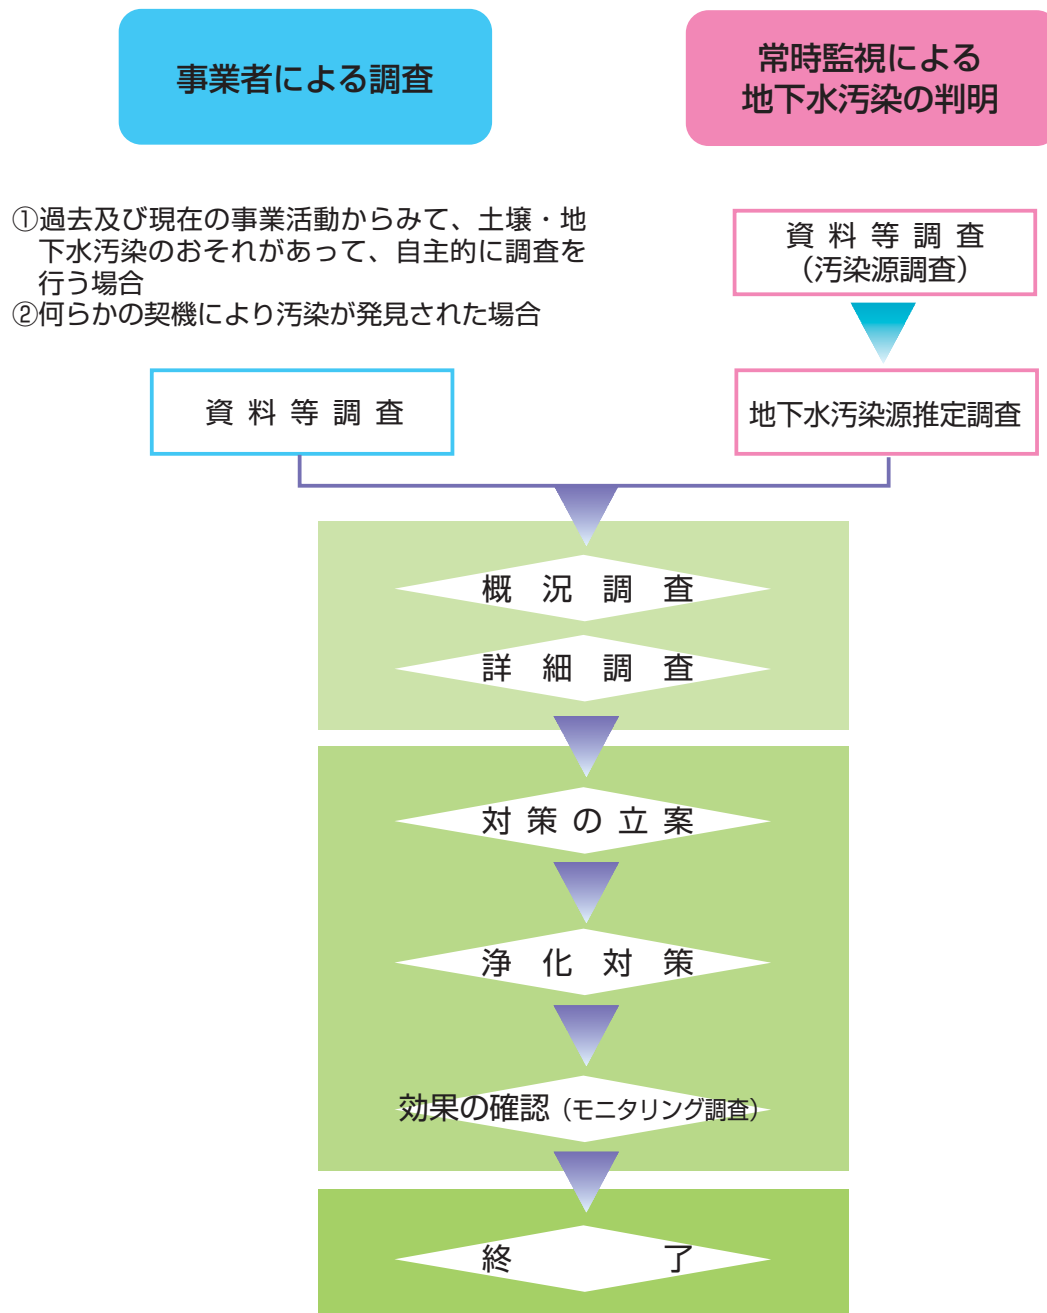 事業者による調査
常時監視による
地下水汚染の判明
①過去及び現在の事業活動からみて、土壌・地
下水汚染のおそれがあって、自主的に調査を
行う場合
②何らかの契機により汚染が発見された場合
資料等調査
(汚染源調査)
資料等調査
地下水汚染源推定調査
概況調査
詳細調査
対策の立案
浄化対策
効果の確認(モニタリング調査)
終了